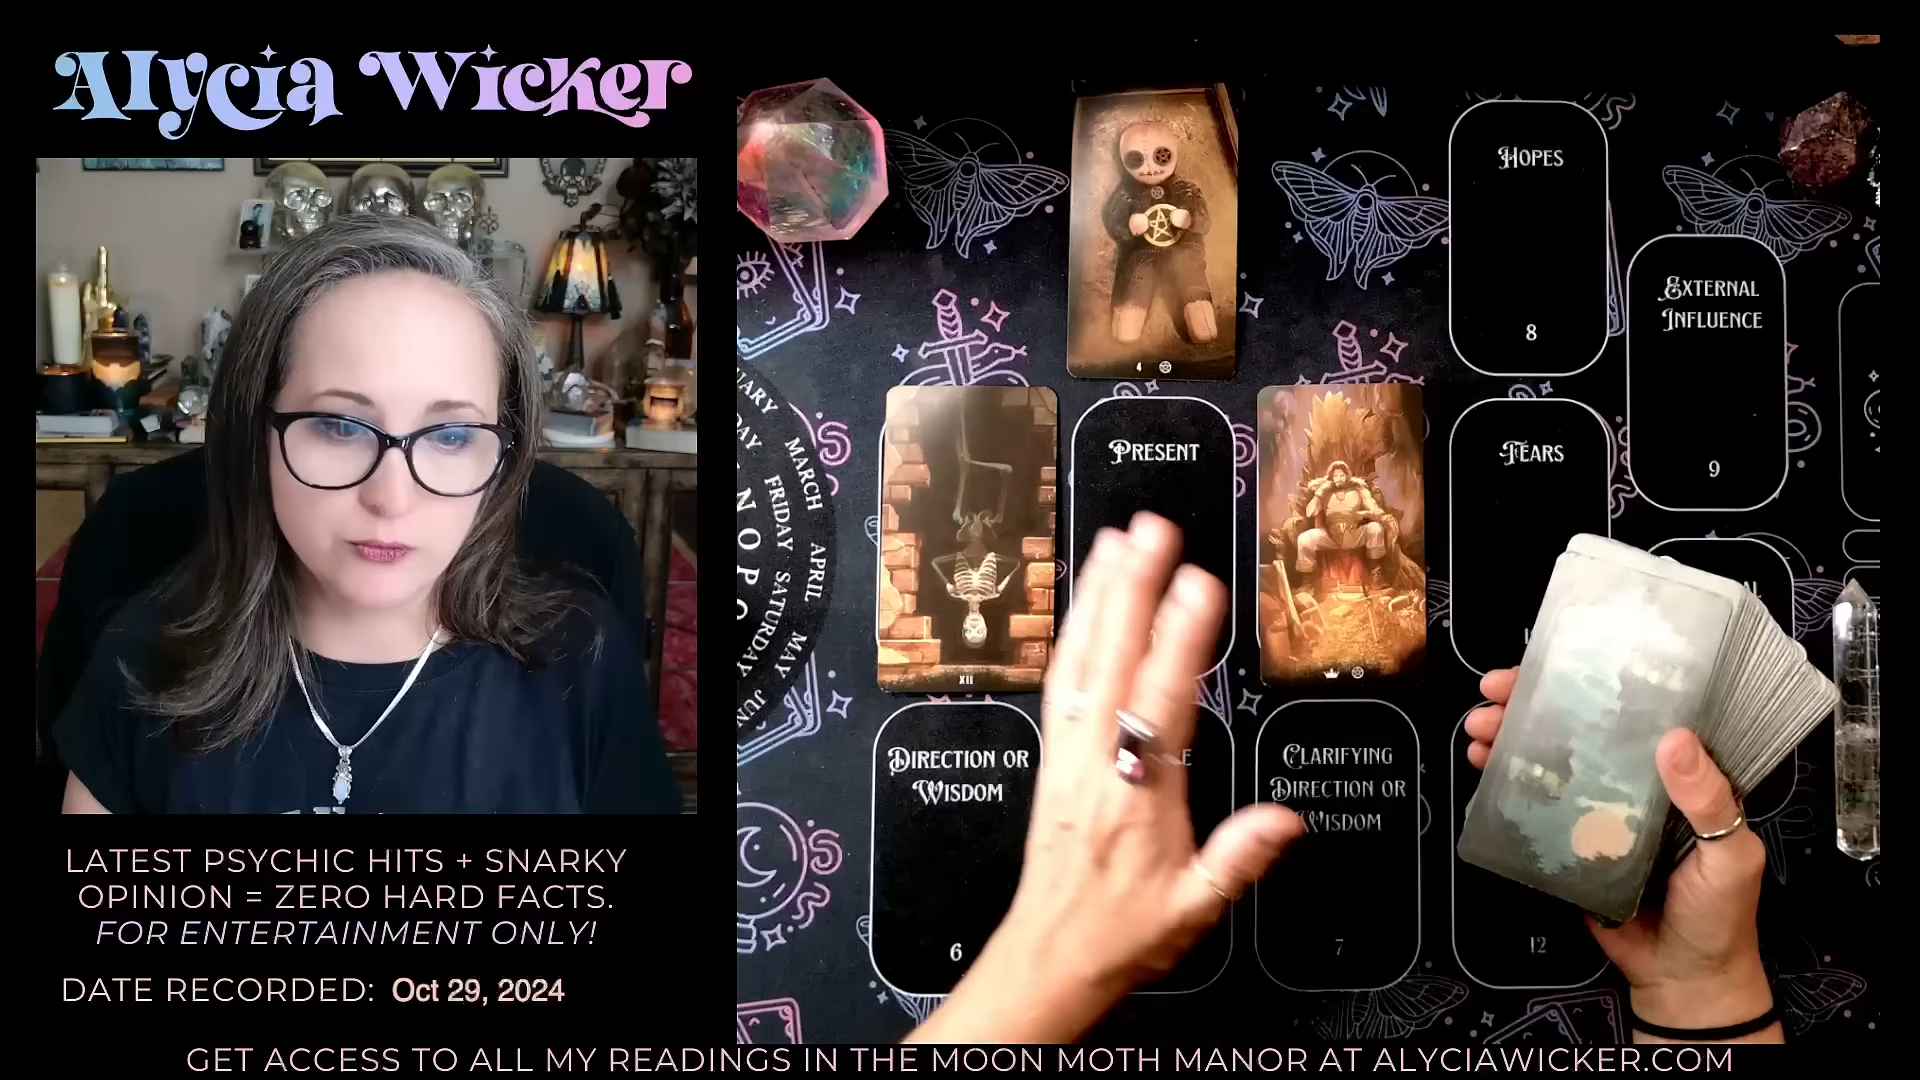 Alycia Wicker
LATEST PSYCHIC HITS + SNARKY
OPINION = ZERO HARD FACTS.
FOR ENTERTAINMENT ONLY!
DATE RECORDED: Oct 29, 2024
GET ACCESS TO ALL MY READINGS IN THE MOON MOTH MANOR AT ALYCIAWICKER.COM
4
HOPES
8
EXTERNAL
INFLUENCE
9
PRESENT
FEARS
XII
DIRECTION OR
WISDOM
6
CLARIFYING
DIRECTION OR
WISDOM
7
12
MARCH
APRIL
MAY
FRIDAY
SATURDAY